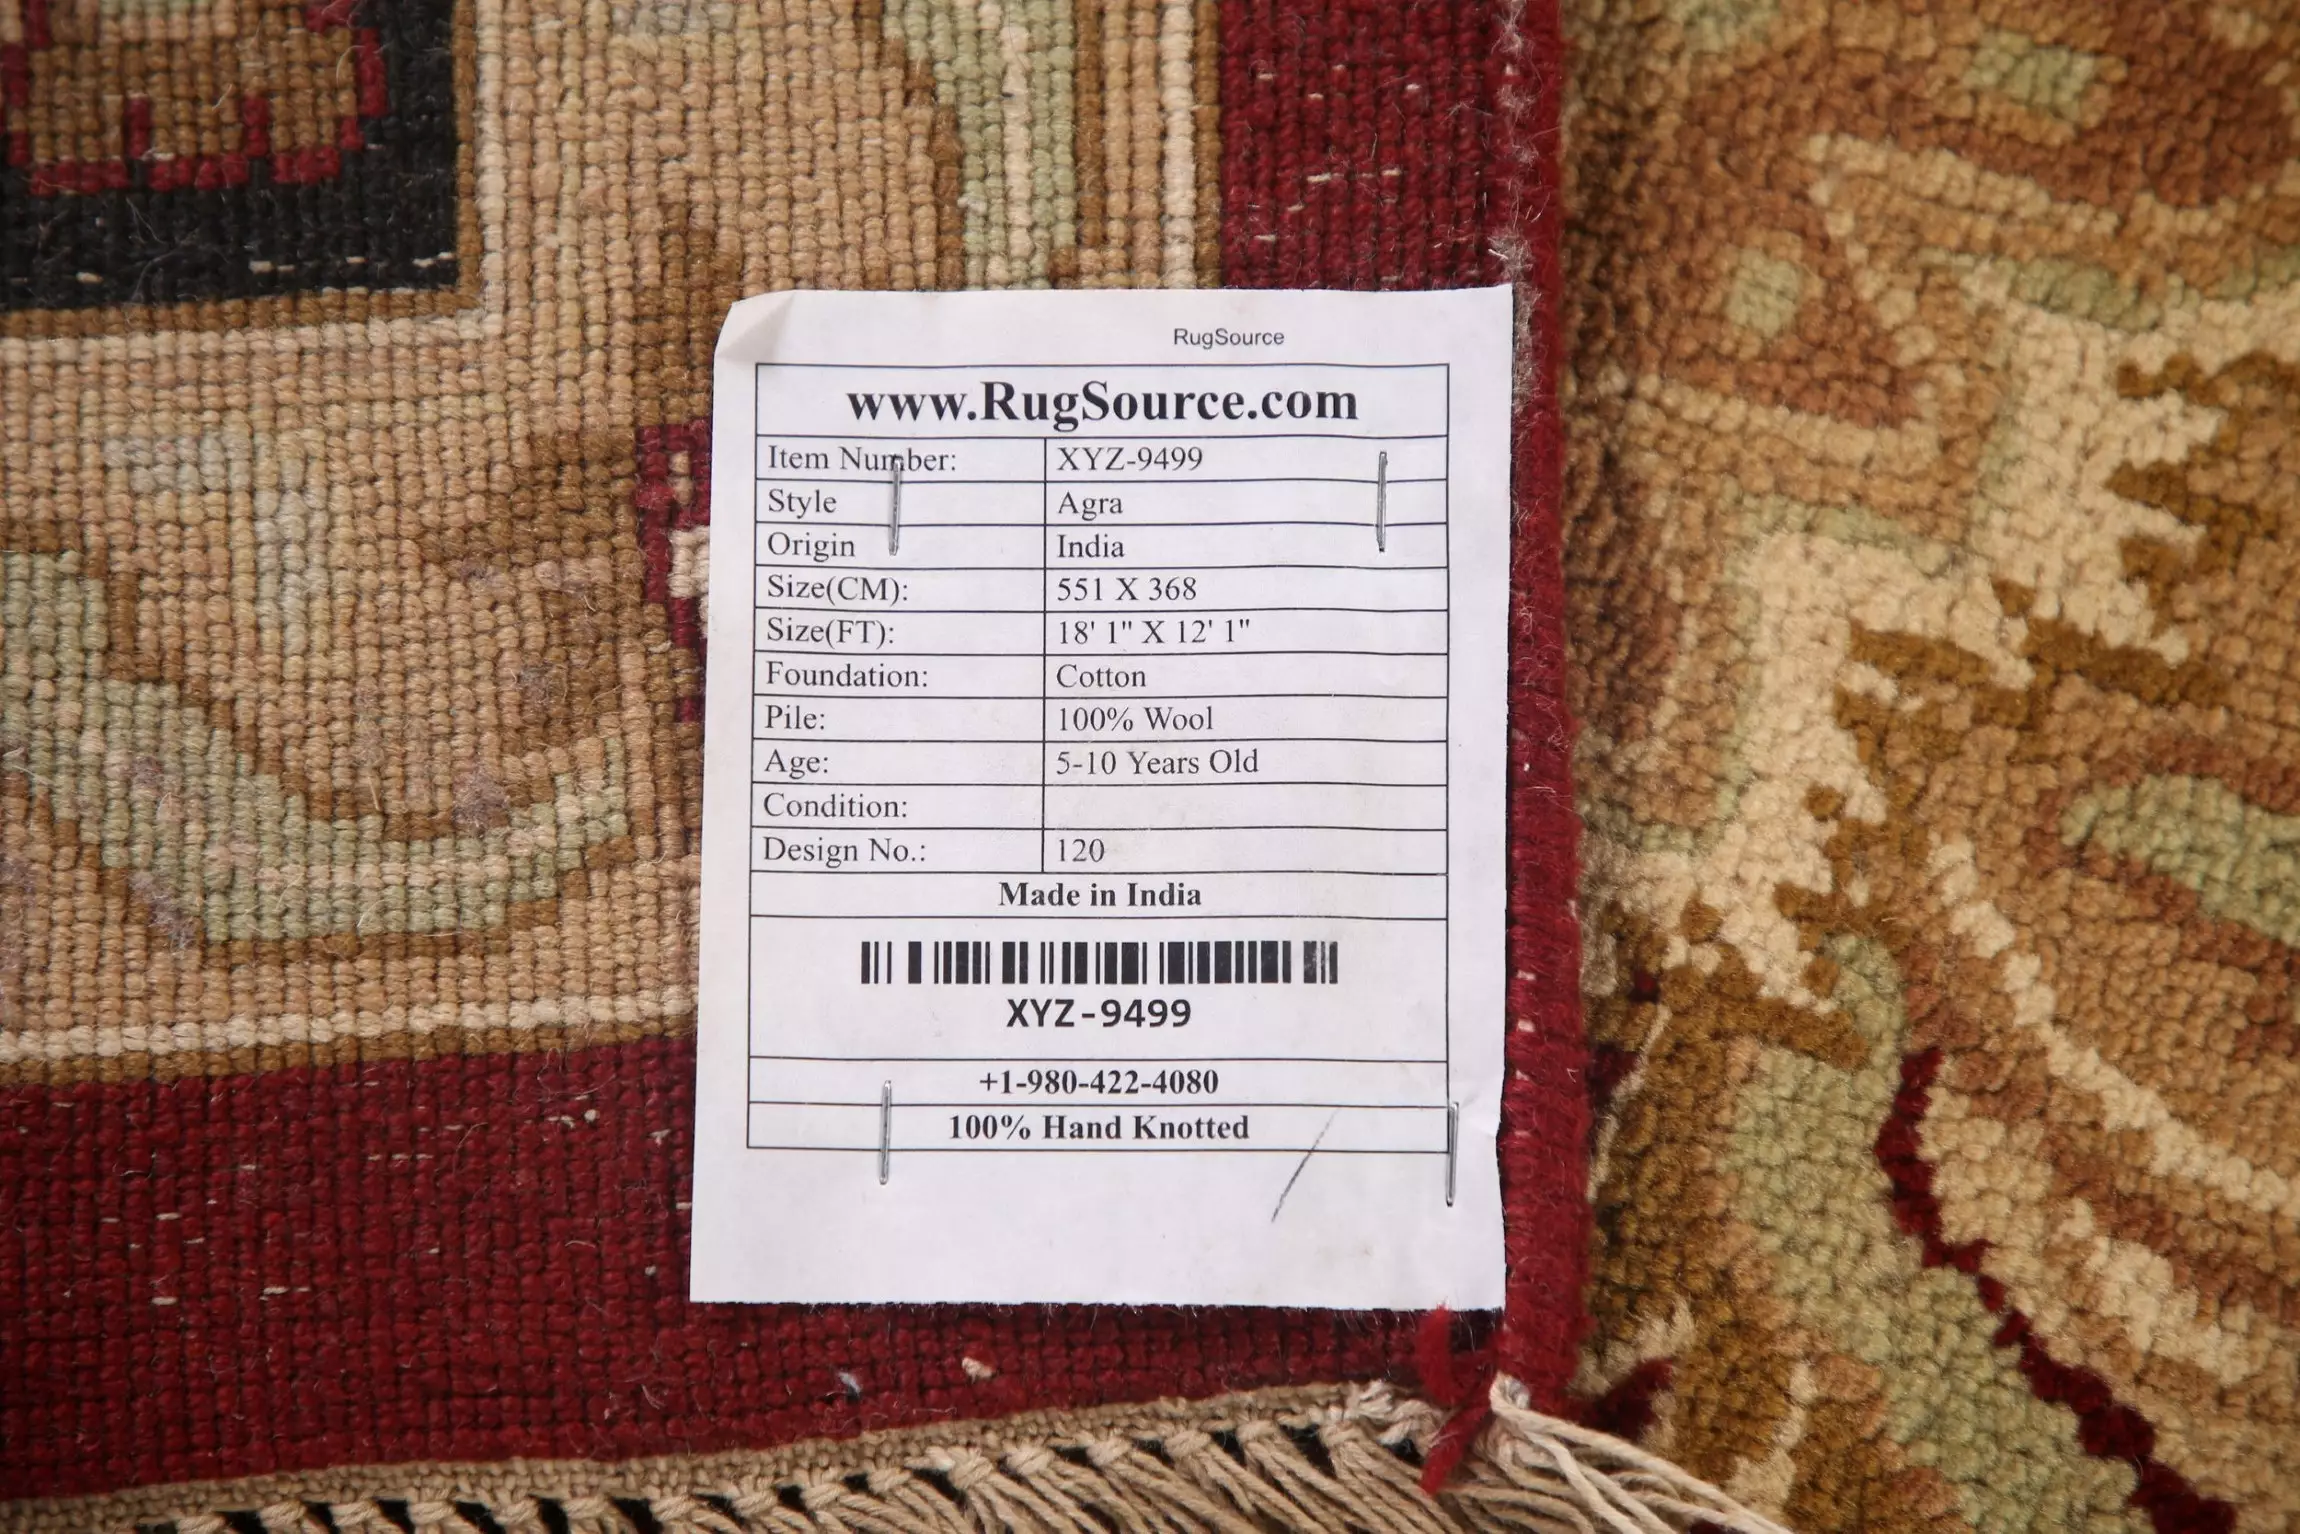 RugSource
www.RugSource.com
Item Number: XYZ-9499
Style Agra
Origin India
Size(CM): 551 X 368
Size(FT): 18' 1" X 12' 1"
Foundation: Cotton
Pile: 100% Wool
Age: 5-10 Years Old
Condition:
Design No.: 120
Made in India
XYZ-9499
+1-980-422-4080
100% Hand Knotted